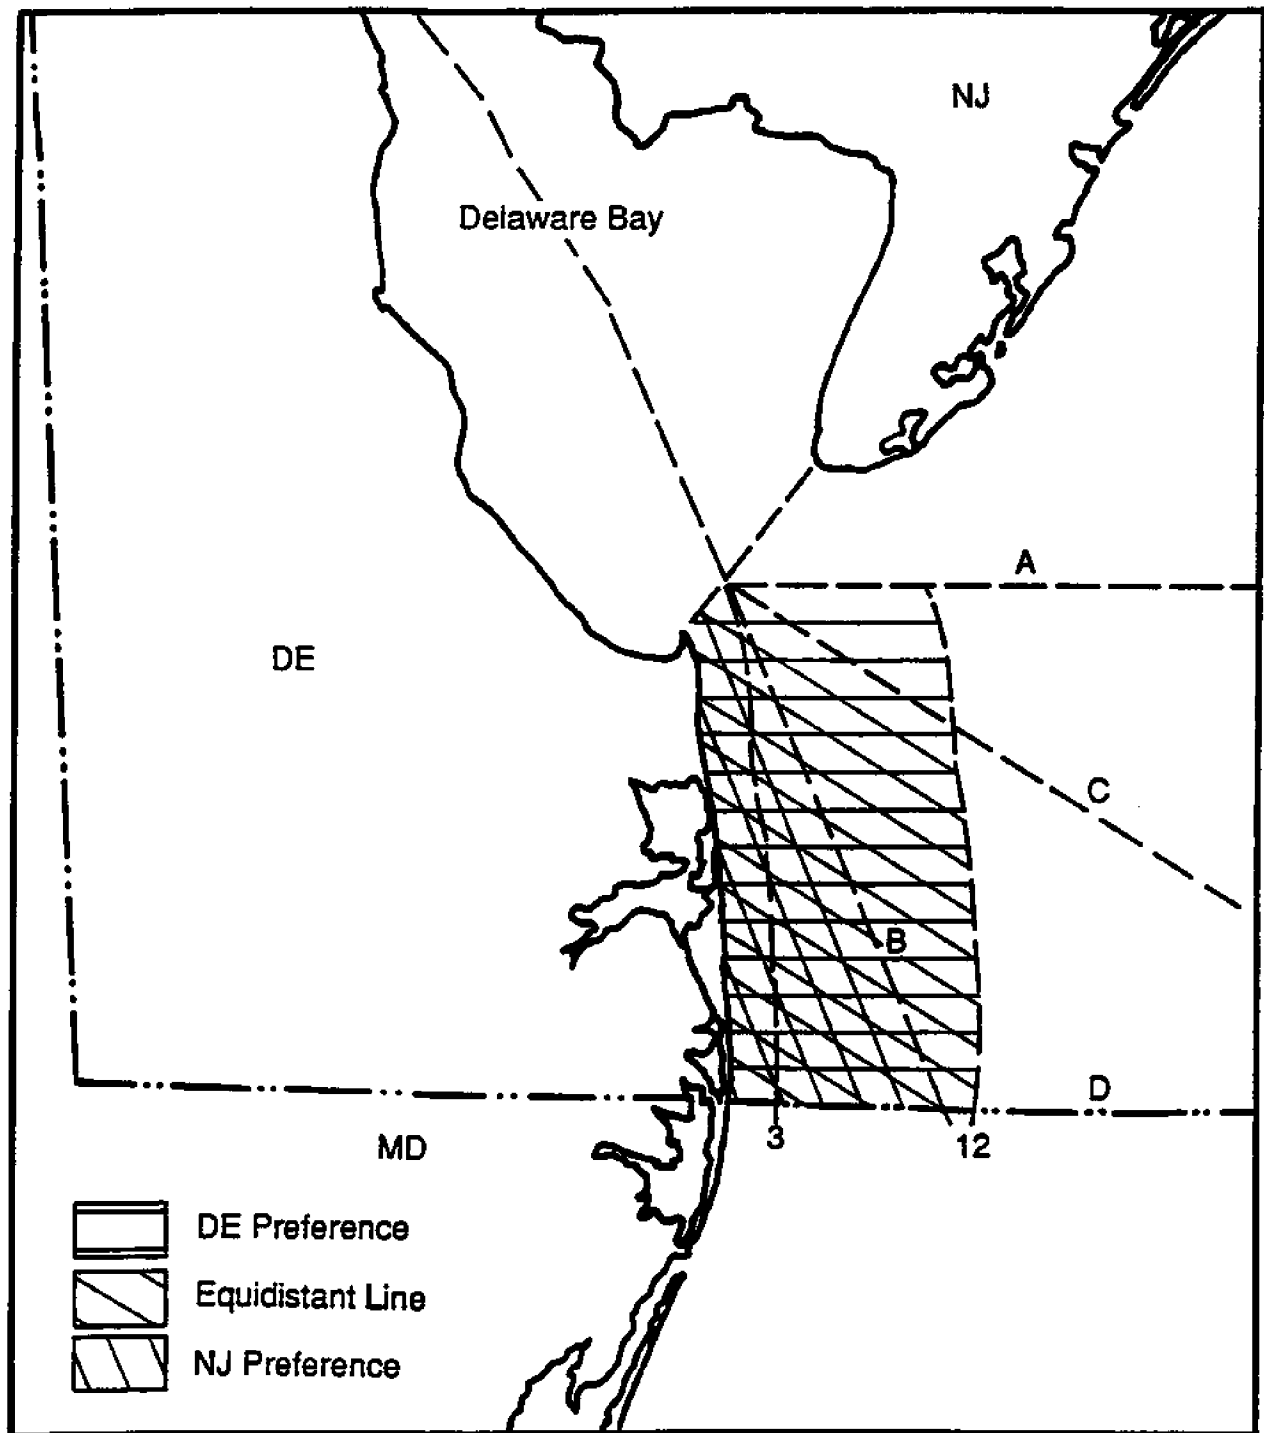 NJ
Delaware Bay
A
DE
C
B
D
3
12
MD
DE Preference
Equidistant Line
NJ Preference